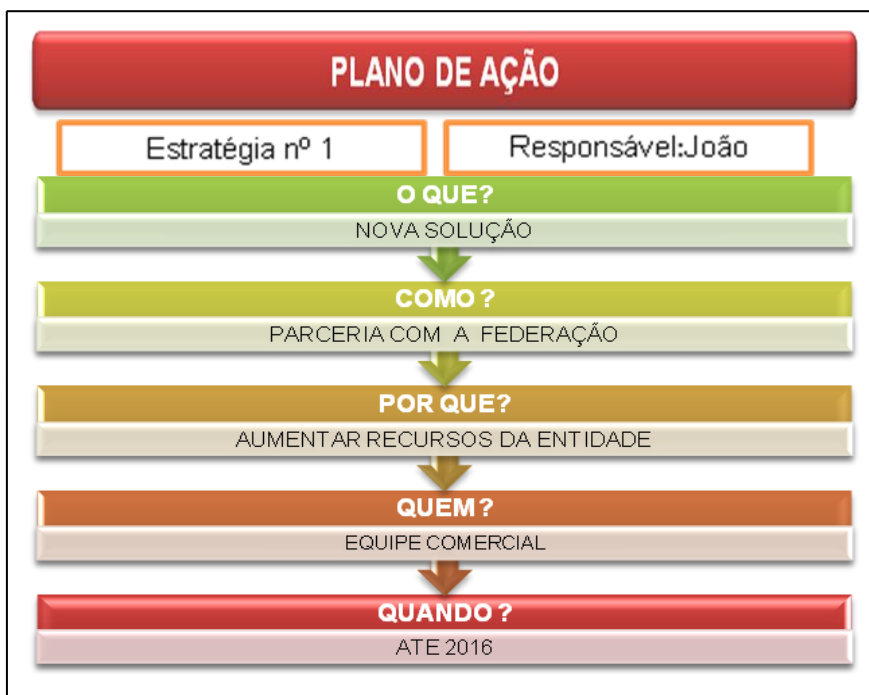 PLANO DE AÇÃO
Estratégia nº 1
Responsável:João
O QUE?
NOVA SOLUÇÃO
COMO ?
PARCERIA COM A FEDERAÇÃO
POR QUE?
AUMENTAR RECURSOS DA ENTIDADE
QUEM?
EQUIPE COMERCIAL
QUANDO ?
ATE 2016